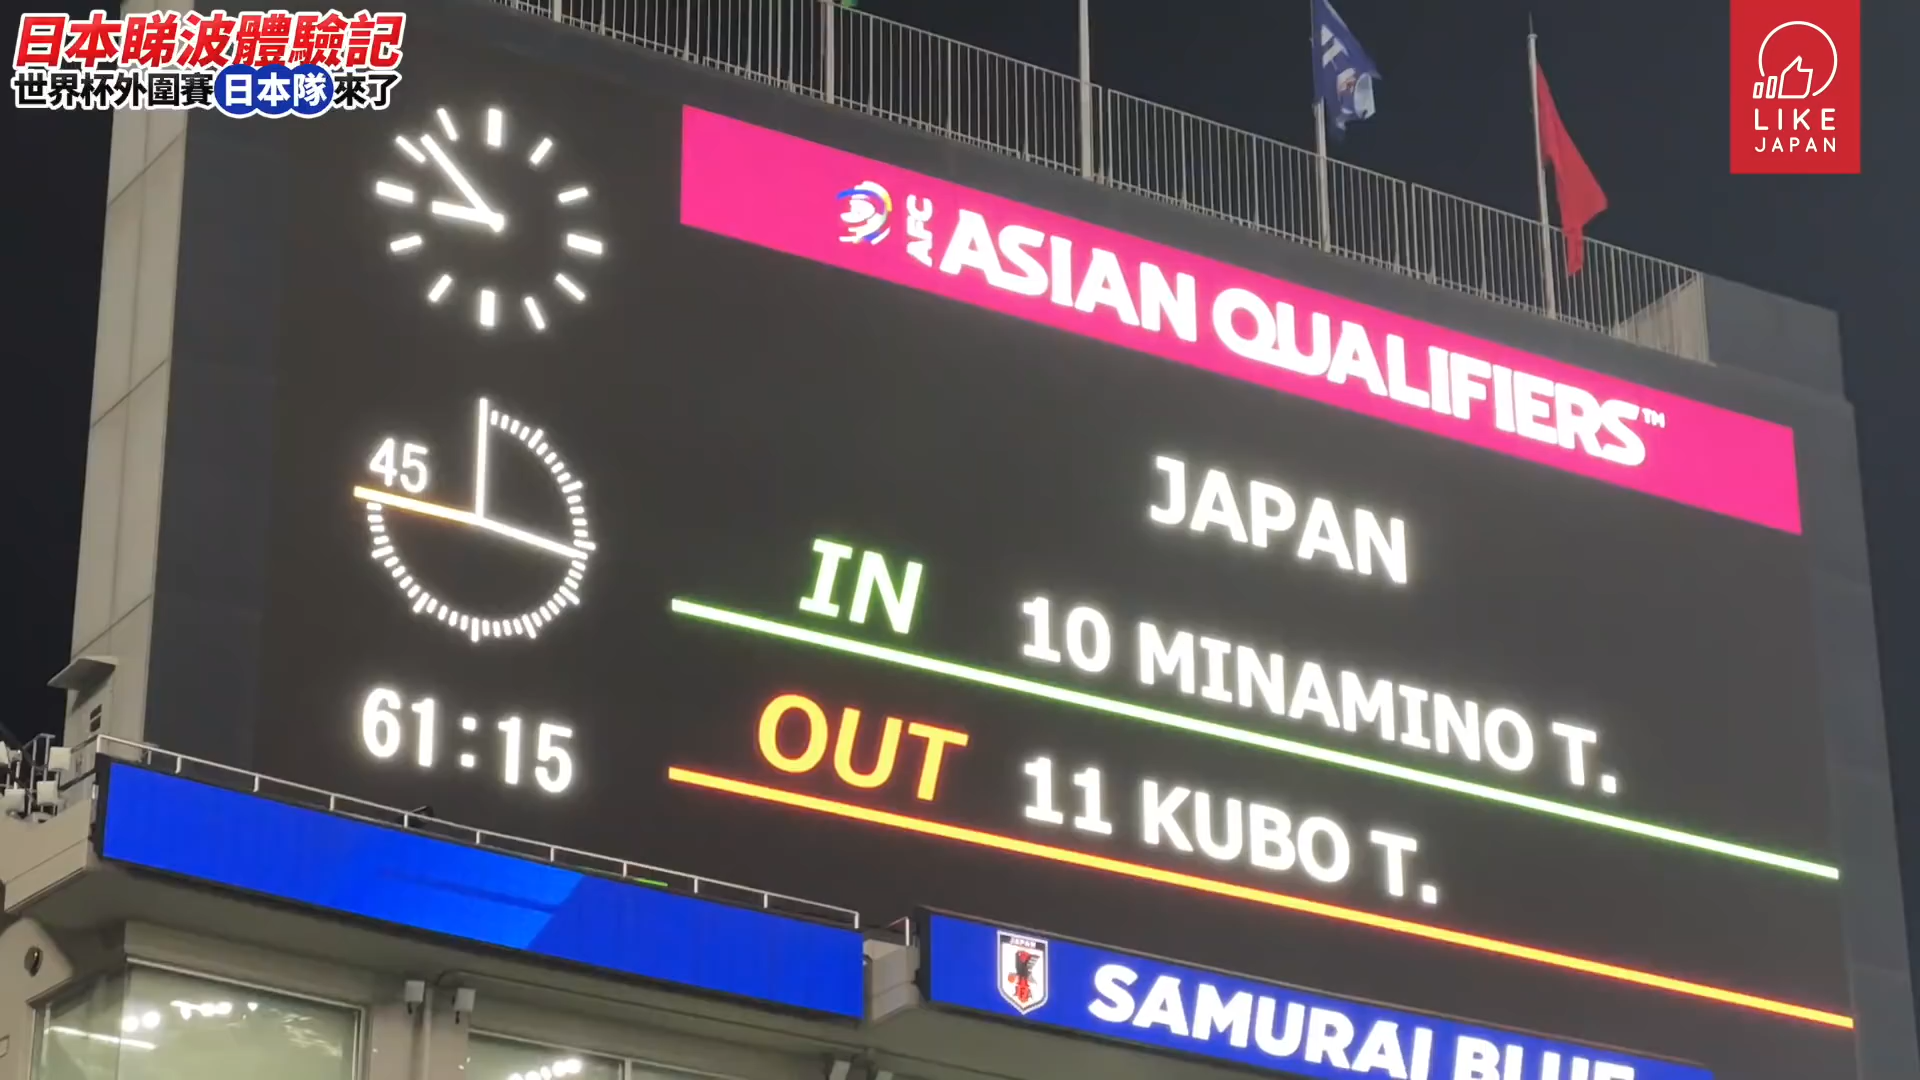 日本睇波體驗記
世界杯外圍賽日本隊來了
LIKE
JAPAN
AFC ASIAN QUALIFIERS™
JAPAN
45
IN 10 MINAMINO T.
OUT 11 KUBO T.
61:15
JAPAN
SAMURAI BLUE